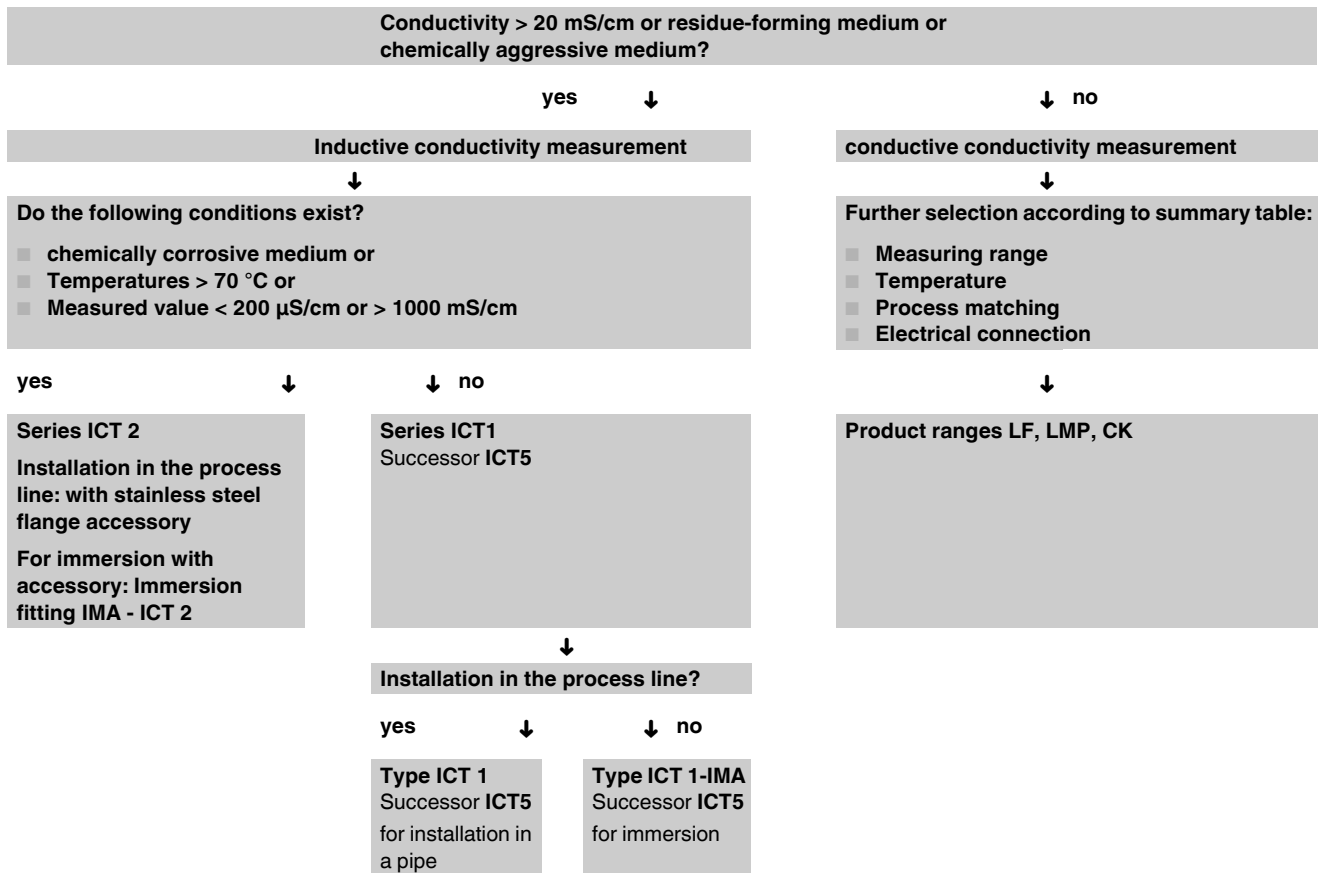 Conductivity > 20 mS/cm or residue-forming medium or
chemically aggressive medium?
yes
no
Inductive conductivity measurement
conductive conductivity measurement
Do the following conditions exist?
chemically corrosive medium or
Temperatures > 70 °C or
Measured value < 200 µS/cm or > 1000 mS/cm
Further selection according to summary table:
Measuring range
Temperature
Process matching
Electrical connection
yes
no
Series ICT 2
Installation in the process
line: with stainless steel
flange accessory
For immersion with
accessory: Immersion
fitting IMA - ICT 2
Series ICT1
Successor ICT5
Product ranges LF, LMP, CK
Installation in the process line?
yes
no
Type ICT 1
Successor ICT5
for installation in
a pipe
Type ICT 1-IMA
Successor ICT5
for immersion